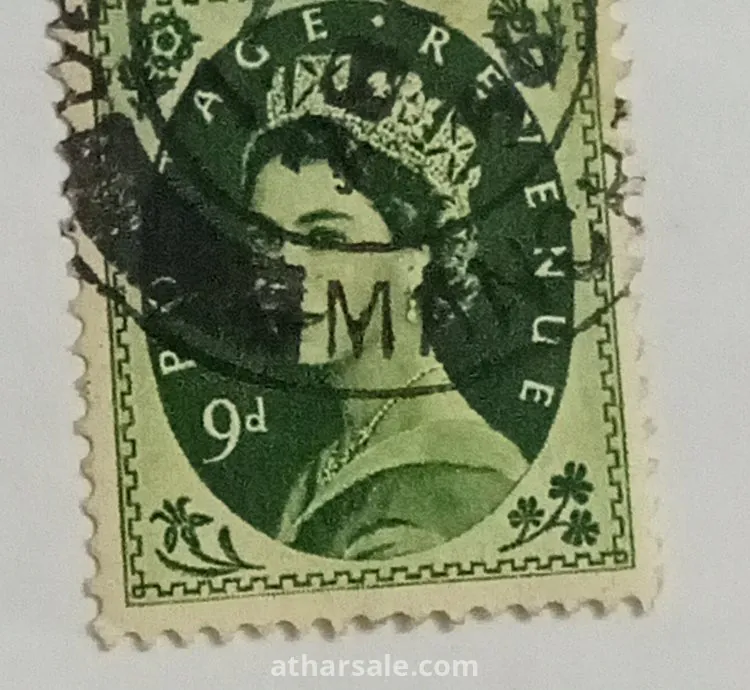 POSTAGE · REVENUE
M
9d
atharsale.com